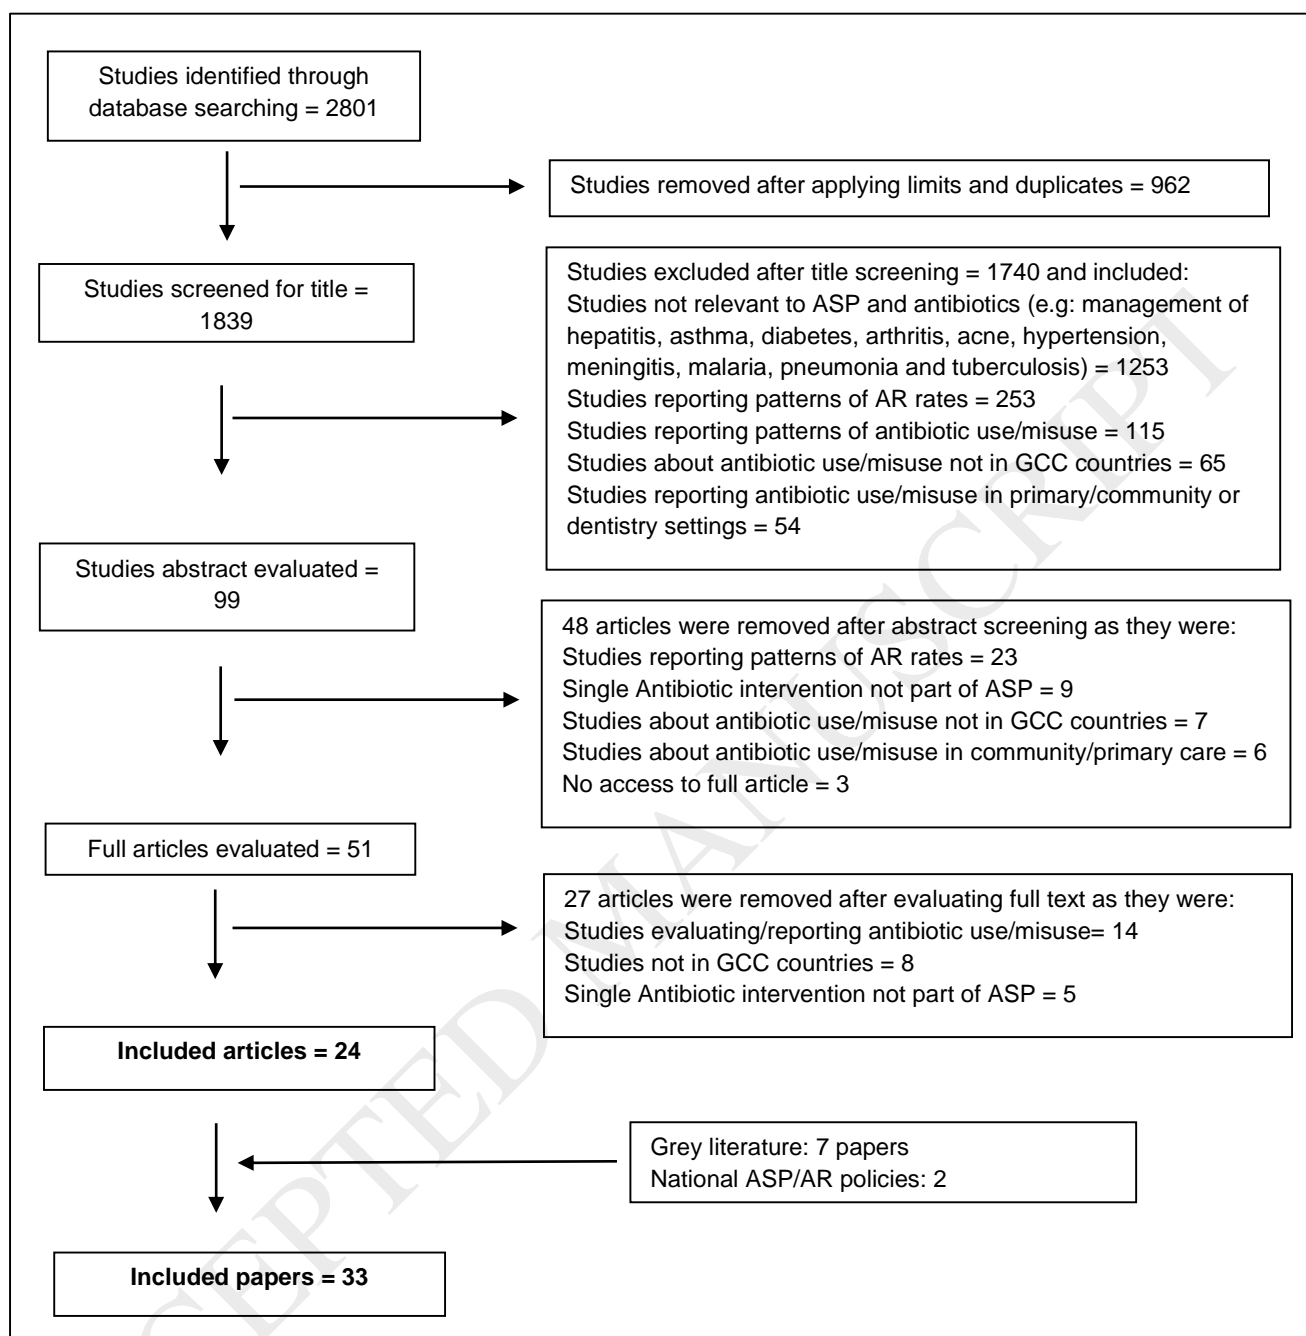 Studies identified through
database searching = 2801
Studies removed after applying limits and duplicates = 962
Studies screened for title =
1839
Studies excluded after title screening = 1740 and included:
Studies not relevant to ASP and antibiotics (e.g: management of
hepatitis, asthma, diabetes, arthritis, acne, hypertension,
meningitis, malaria, pneumonia and tuberculosis) = 1253
Studies reporting patterns of AR rates = 253
Studies reporting patterns of antibiotic use/misuse = 115
Studies about antibiotic use/misuse not in GCC countries = 65
Studies reporting antibiotic use/misuse in primary/community or
dentistry settings = 54
Studies abstract evaluated =
99
48 articles were removed after abstract screening as they were:
Studies reporting patterns of AR rates = 23
Single Antibiotic intervention not part of ASP = 9
Studies about antibiotic use/misuse not in GCC countries = 7
Studies about antibiotic use/misuse in community/primary care = 6
No access to full article = 3
Full articles evaluated = 51
27 articles were removed after evaluating full text as they were:
Studies evaluating/reporting antibiotic use/misuse= 14
Studies not in GCC countries = 8
Single Antibiotic intervention not part of ASP = 5
Included articles = 24
Grey literature: 7 papers
National ASP/AR policies: 2
Included papers = 33
CEPTED MANUSCRIPT